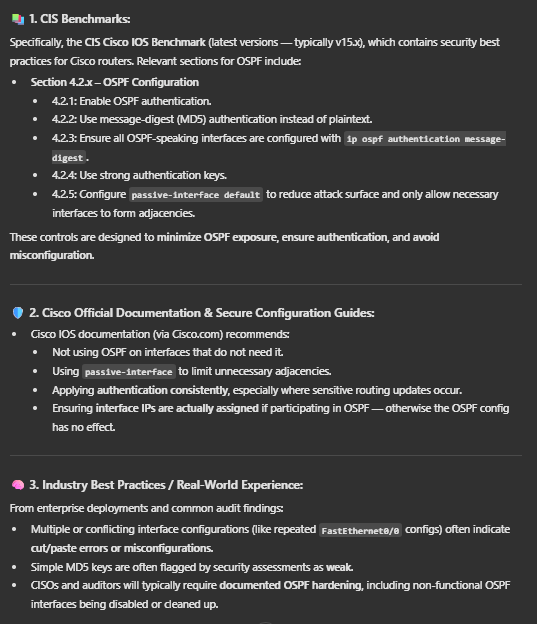 📚 1. CIS Benchmarks:
Specifically, the CIS Cisco IOS Benchmark (latest versions — typically v15.x), which contains security best
practices for Cisco routers. Relevant sections for OSPF include:
• Section 4.2.x – OSPF Configuration
• 4.2.1: Enable OSPF authentication.
• 4.2.2: Use message-digest (MD5) authentication instead of plaintext.
• 4.2.3: Ensure all OSPF-speaking interfaces are configured with ip ospf authentication message-
digest .
• 4.2.4: Use strong authentication keys.
• 4.2.5: Configure passive-interface default to reduce attack surface and only allow necessary
interfaces to form adjacencies.
These controls are designed to minimize OSPF exposure, ensure authentication, and avoid
misconfiguration.
🛡️ 2. Cisco Official Documentation & Secure Configuration Guides:
• Cisco IOS documentation (via Cisco.com) recommends:
• Not using OSPF on interfaces that do not need it.
• Using passive-interface to limit unnecessary adjacencies.
• Applying authentication consistently, especially where sensitive routing updates occur.
• Ensuring interface IPs are actually assigned if participating in OSPF — otherwise the OSPF config
has no effect.
🧠 3. Industry Best Practices / Real-World Experience:
From enterprise deployments and common audit findings:
• Multiple or conflicting interface configurations (like repeated FastEthernet0/0 configs) often indicate
cut/paste errors or misconfigurations.
• Simple MD5 keys are often flagged by security assessments as weak.
• CISOs and auditors will typically require documented OSPF hardening, including non-functional OSPF
interfaces being disabled or cleaned up.